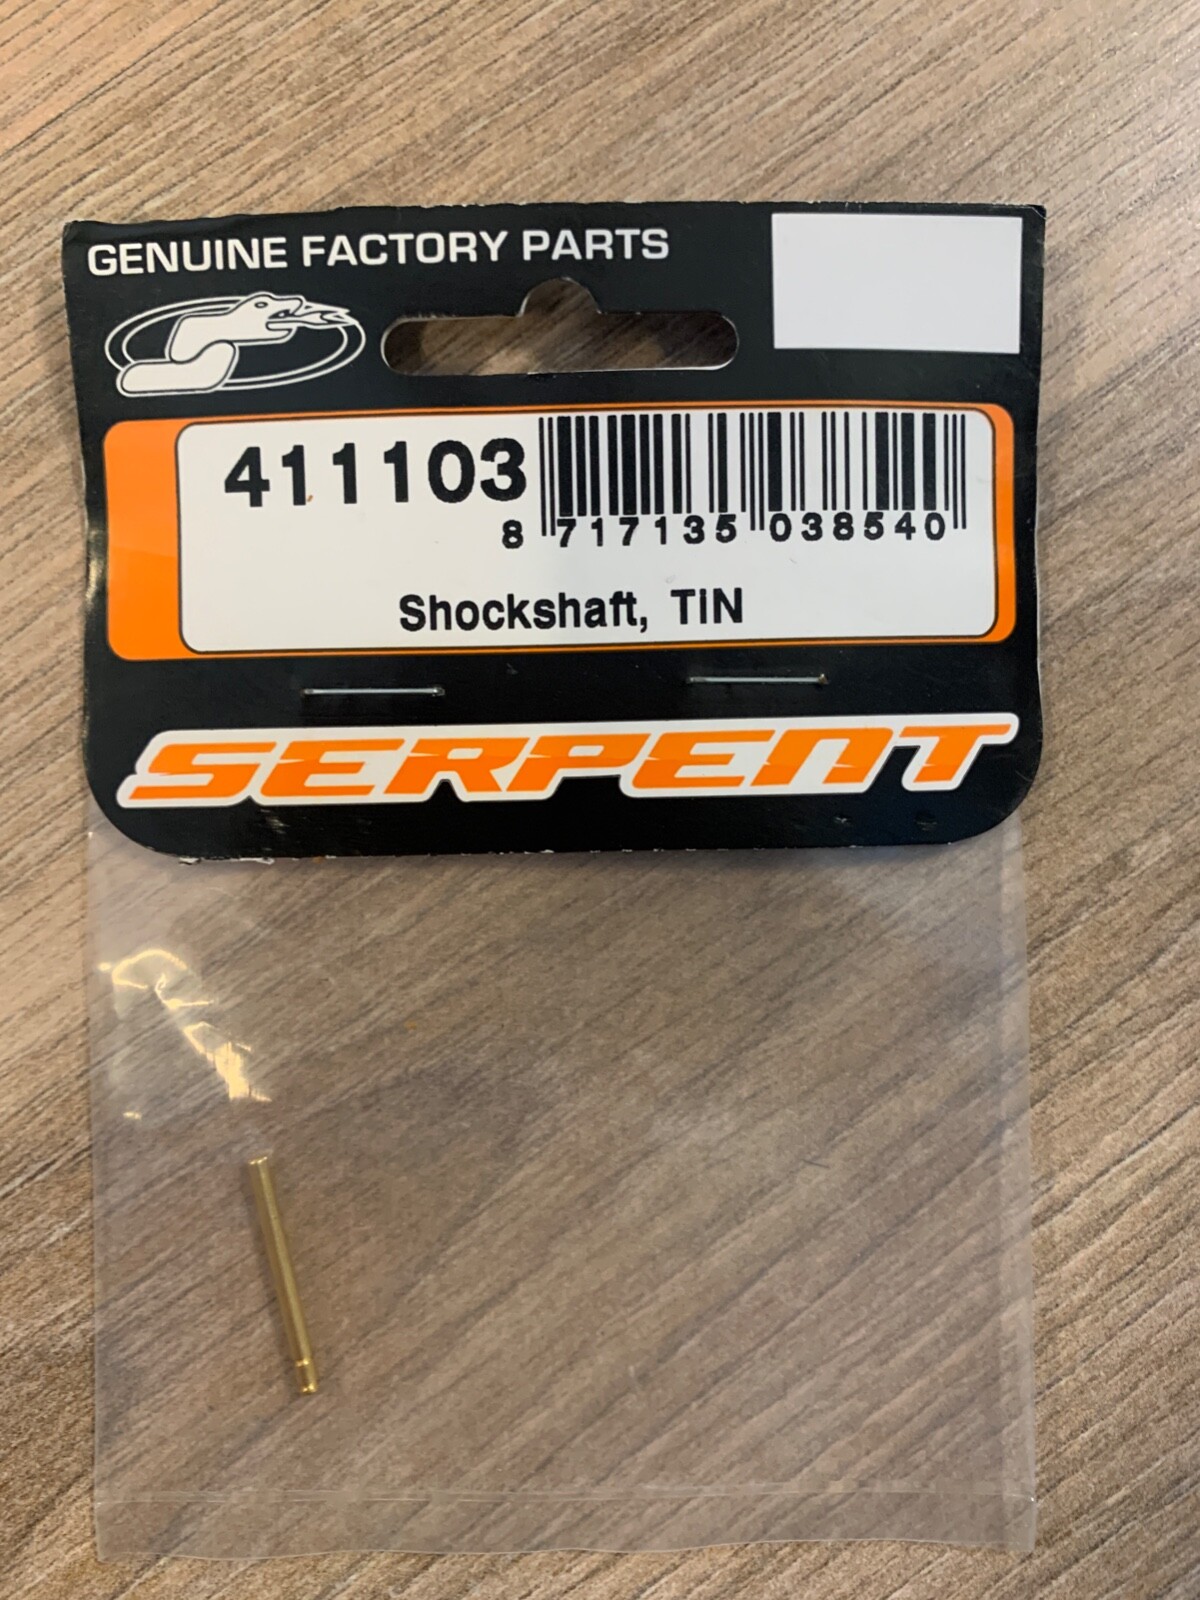 GENUINE FACTORY PARTS
411103
8 717135 038540
Shockshaft, TiN
SERPENT